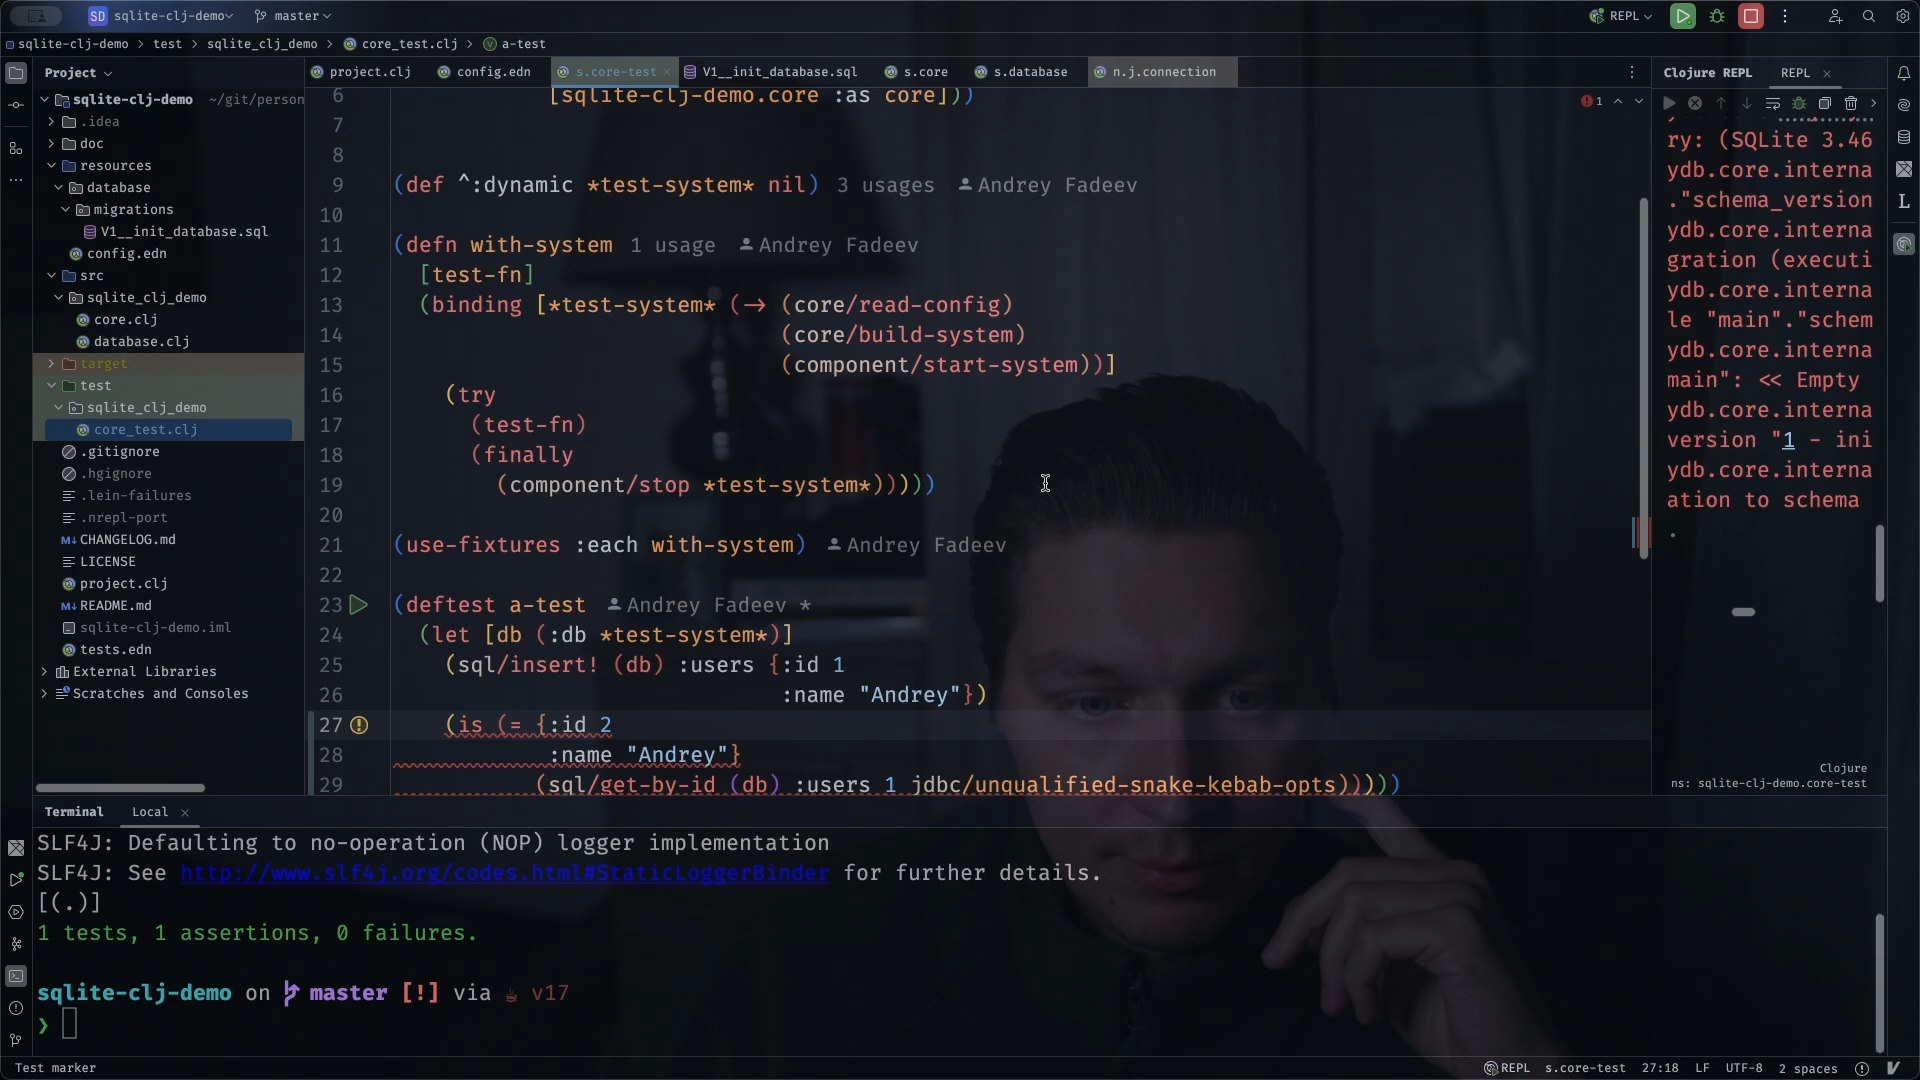 SD sqlite-clj-demo master REPL
sqlite-clj-demo > test > sqlite_clj_demo > core_test.clj > a-test
Project
sqlite-clj-demo ~/git/person
.idea
doc
resources
database
migrations
V1__init_database.sql
config.edn
src
sqlite_clj_demo
core.clj
database.clj
target
test
sqlite_clj_demo
core_test.clj
.gitignore
.hgignore
.lein-failures
.nrepl-port
CHANGELOG.md
LICENSE
project.clj
README.md
sqlite-clj-demo.iml
tests.edn
External Libraries
Scratches and Consoles
project.clj config.edn s.core-test V1__init_database.sql s.core s.database n.j.connection
1
6 [sqlite-clj-demo.core :as core]))
7
8
9 (def ^:dynamic *test-system* nil) 3 usages Andrey Fadeev
10
11 (defn with-system 1 usage Andrey Fadeev
12 [test-fn]
13 (binding [*test-system* (-> (core/read-config)
14 (core/build-system)
15 (component/start-system))]
16 (try
17 (test-fn)
18 (finally
19 (component/stop *test-system*)))))
20
21 (use-fixtures :each with-system) Andrey Fadeev
22
23 (deftest a-test Andrey Fadeev *
24 (let [db (:db *test-system*)]
25 (sql/insert! (db) :users {:id 1
26 :name "Andrey"})
27 (is (= {:id 2
28 :name "Andrey"}
29 (sql/get-by-id (db) :users 1 jdbc/unqualified-snake-kebab-opts)))))
Clojure REPL REPL
ry: (SQLite 3.46
ydb.core.interna
."schema_version
ydb.core.interna
gration (executi
ydb.core.interna
le "main"."schem
ydb.core.interna
main": << Empty
ydb.core.interna
version "1 - ini
ydb.core.interna
ation to schema
.
Clojure
ns: sqlite-clj-demo.core-test
Terminal Local
SLF4J: Defaulting to no-operation (NOP) logger implementation
SLF4J: See http://www.slf4j.org/codes.html#StaticLoggerBinder for further details.
[(.)]
1 tests, 1 assertions, 0 failures.
sqlite-clj-demo on master [!] via v17
❯
Test marker REPL s.core-test 27:18 LF UTF-8 2 spaces